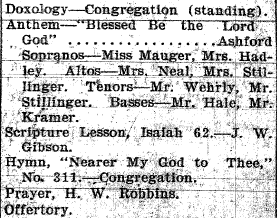 Doxology—Congregation (standing).
Anthem—"Blessed Be the Lord
God" ..................Ashford
Sopranos—Miss Mauger, Mrs. Had-
ley. Altos—Mrs. Neal, Mrs. Stil-
linger. Tenors—Mr. Wehrly, Mr.
Stillinger. Basses—Mr. Hale, Mr.
Kramer.
Scripture Lesson, Isaiah 62.—J. W.
Gibson.
Hymn, "Nearer My God to Thee,"
No. 311.—Congregation.
Prayer, H. W. Robbins.
Offertory.